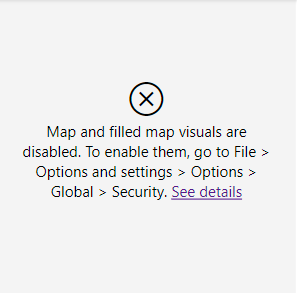 Map and filled map visuals are
disabled. To enable them, go to File >
Options and settings > Options >
Global > Security. See details